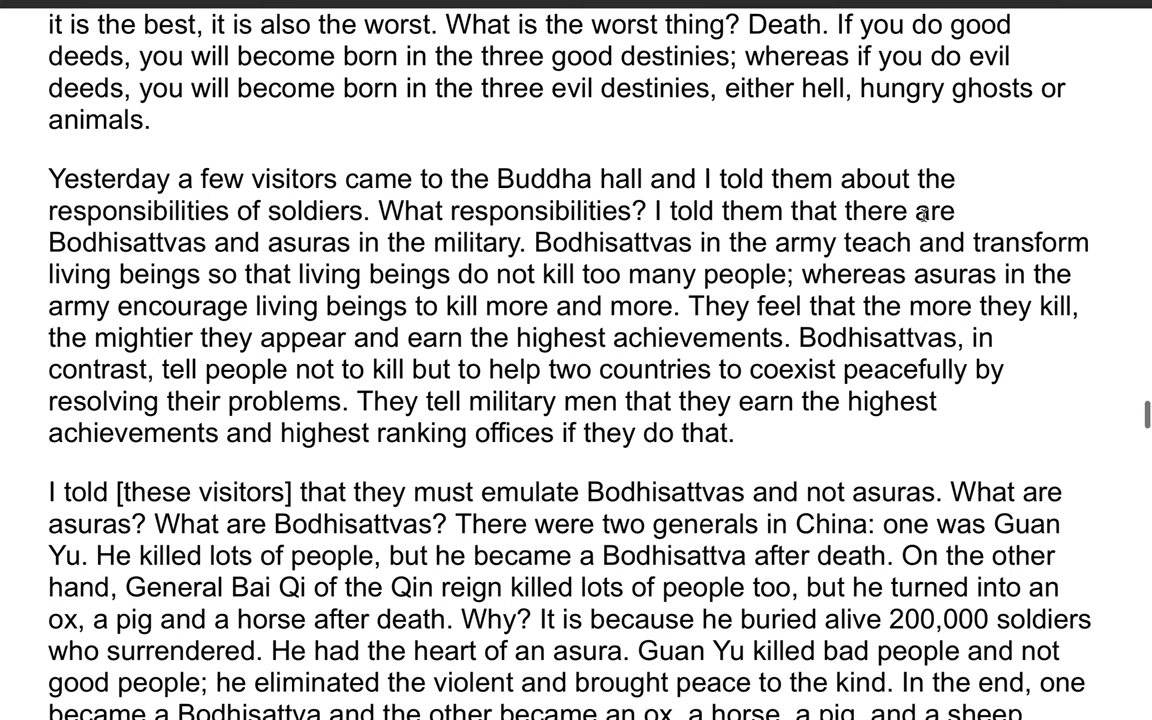 it is the best, it is also the worst. What is the worst thing? Death. If you do good
deeds, you will become born in the three good destinies; whereas if you do evil
deeds, you will become born in the three evil destinies, either hell, hungry ghosts or
animals.
Yesterday a few visitors came to the Buddha hall and I told them about the
responsibilities of soldiers. What responsibilities? I told them that there are
Bodhisattvas and asuras in the military. Bodhisattvas in the army teach and transform
living beings so that living beings do not kill too many people; whereas asuras in the
army encourage living beings to kill more and more. They feel that the more they kill,
the mightier they appear and earn the highest achievements. Bodhisattvas, in
contrast, tell people not to kill but to help two countries to coexist peacefully by
resolving their problems. They tell military men that they earn the highest
achievements and highest ranking offices if they do that.
I told [these visitors] that they must emulate Bodhisattvas and not asuras. What are
asuras? What are Bodhisattvas? There were two generals in China: one was Guan
Yu. He killed lots of people, but he became a Bodhisattva after death. On the other
hand, General Bai Qi of the Qin reign killed lots of people too, but he turned into an
ox, a pig and a horse after death. Why? It is because he buried alive 200,000 soldiers
who surrendered. He had the heart of an asura. Guan Yu killed bad people and not
good people; he eliminated the violent and brought peace to the kind. In the end, one
became a Bodhisattva and the other became an ox, a horse, a pig, and a sheep